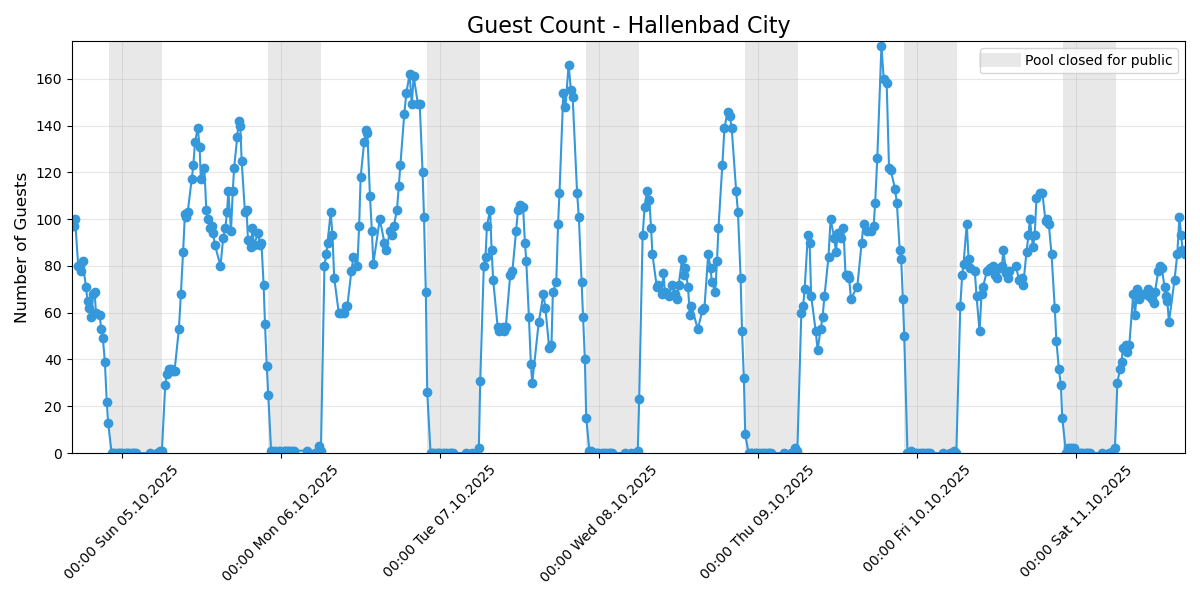 Guest Count - Hallenbad City
Pool closed for public
Number of Guests
160
140
120
100
80
60
40
20
0
00:00 Sun 05.10.2025
00:00 Mon 06.10.2025
00:00 Tue 07.10.2025
00:00 Wed 08.10.2025
00:00 Thu 09.10.2025
00:00 Fri 10.10.2025
00:00 Sat 11.10.2025